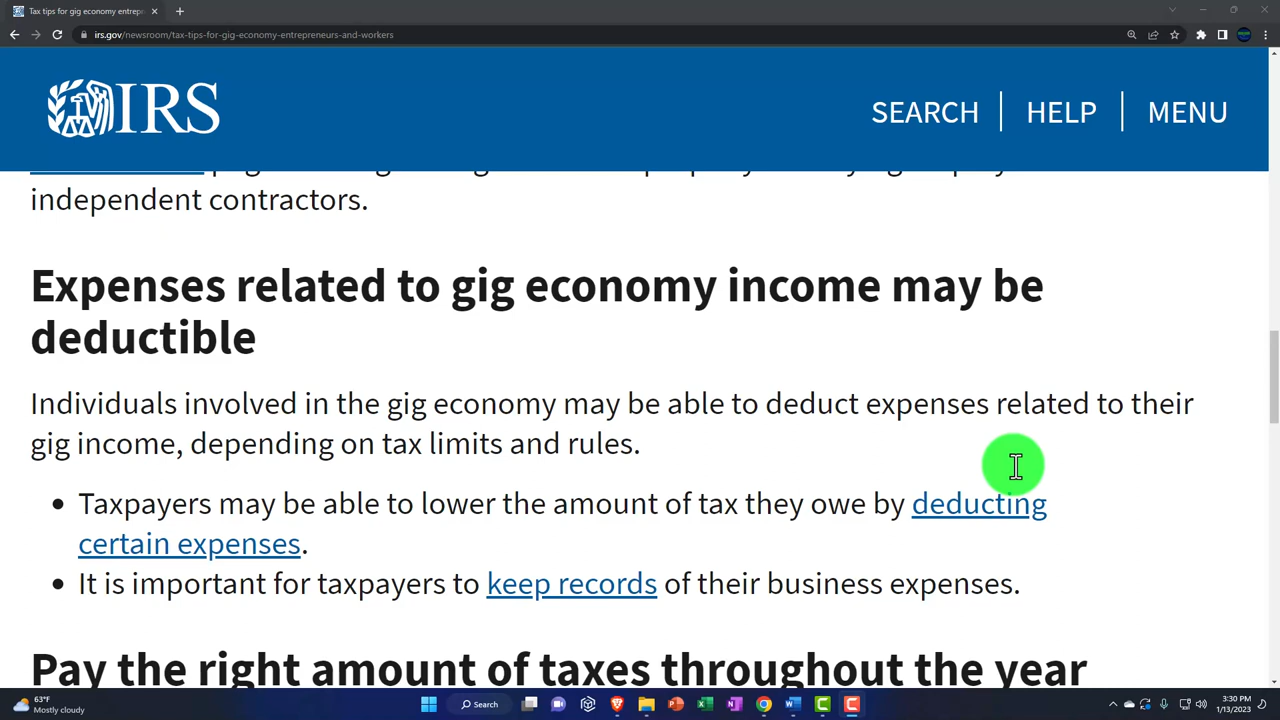 Tax tips for gig economy entrep
irs.gov/newsroom/tax-tips-for-gig-economy-entrepreneurs-and-workers
IRS
SEARCH
HELP
MENU
independent contractors.
Expenses related to gig economy income may be
deductible
Individuals involved in the gig economy may be able to deduct expenses related to their
gig income, depending on tax limits and rules.
• Taxpayers may be able to lower the amount of tax they owe by deducting
certain expenses.
• It is important for taxpayers to keep records of their business expenses.
Pay the right amount of taxes throughout the year
63°F
Mostly cloudy
Search
3:30 PM
1/13/2023